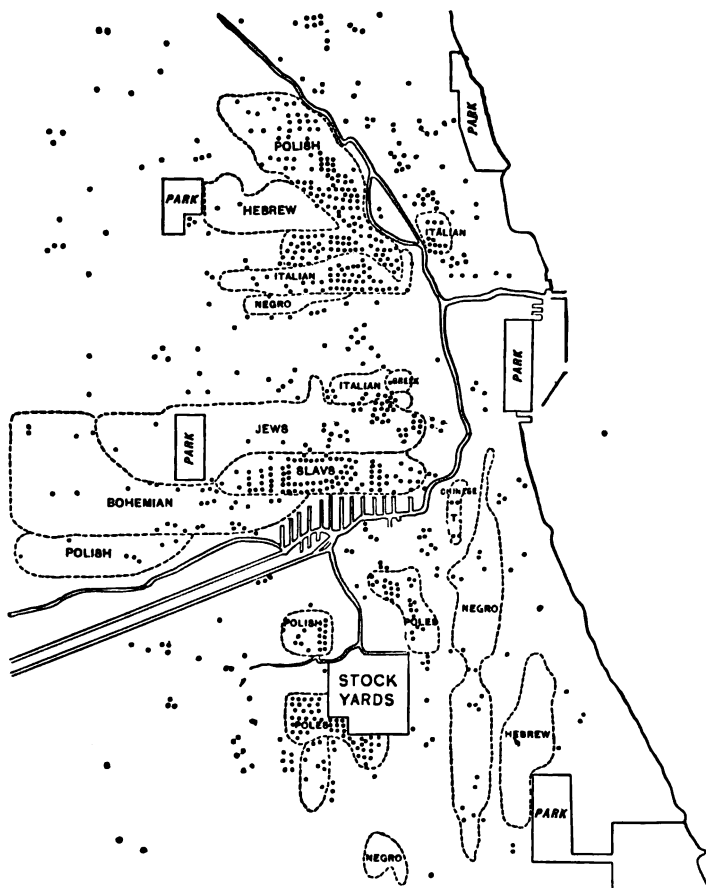 PARK
POLISH
PARK
HEBREW
ITALIAN
ITALIAN
NEGRO
PARK
ITALIAN
GREEK
JEWS
PARK
SLAVS
BOHEMIAN
CHINESE
T
POLISH
NEGRO
POLISH
POLES
STOCK
YARDS
POLES
HEBREW
PARK
NEGRO